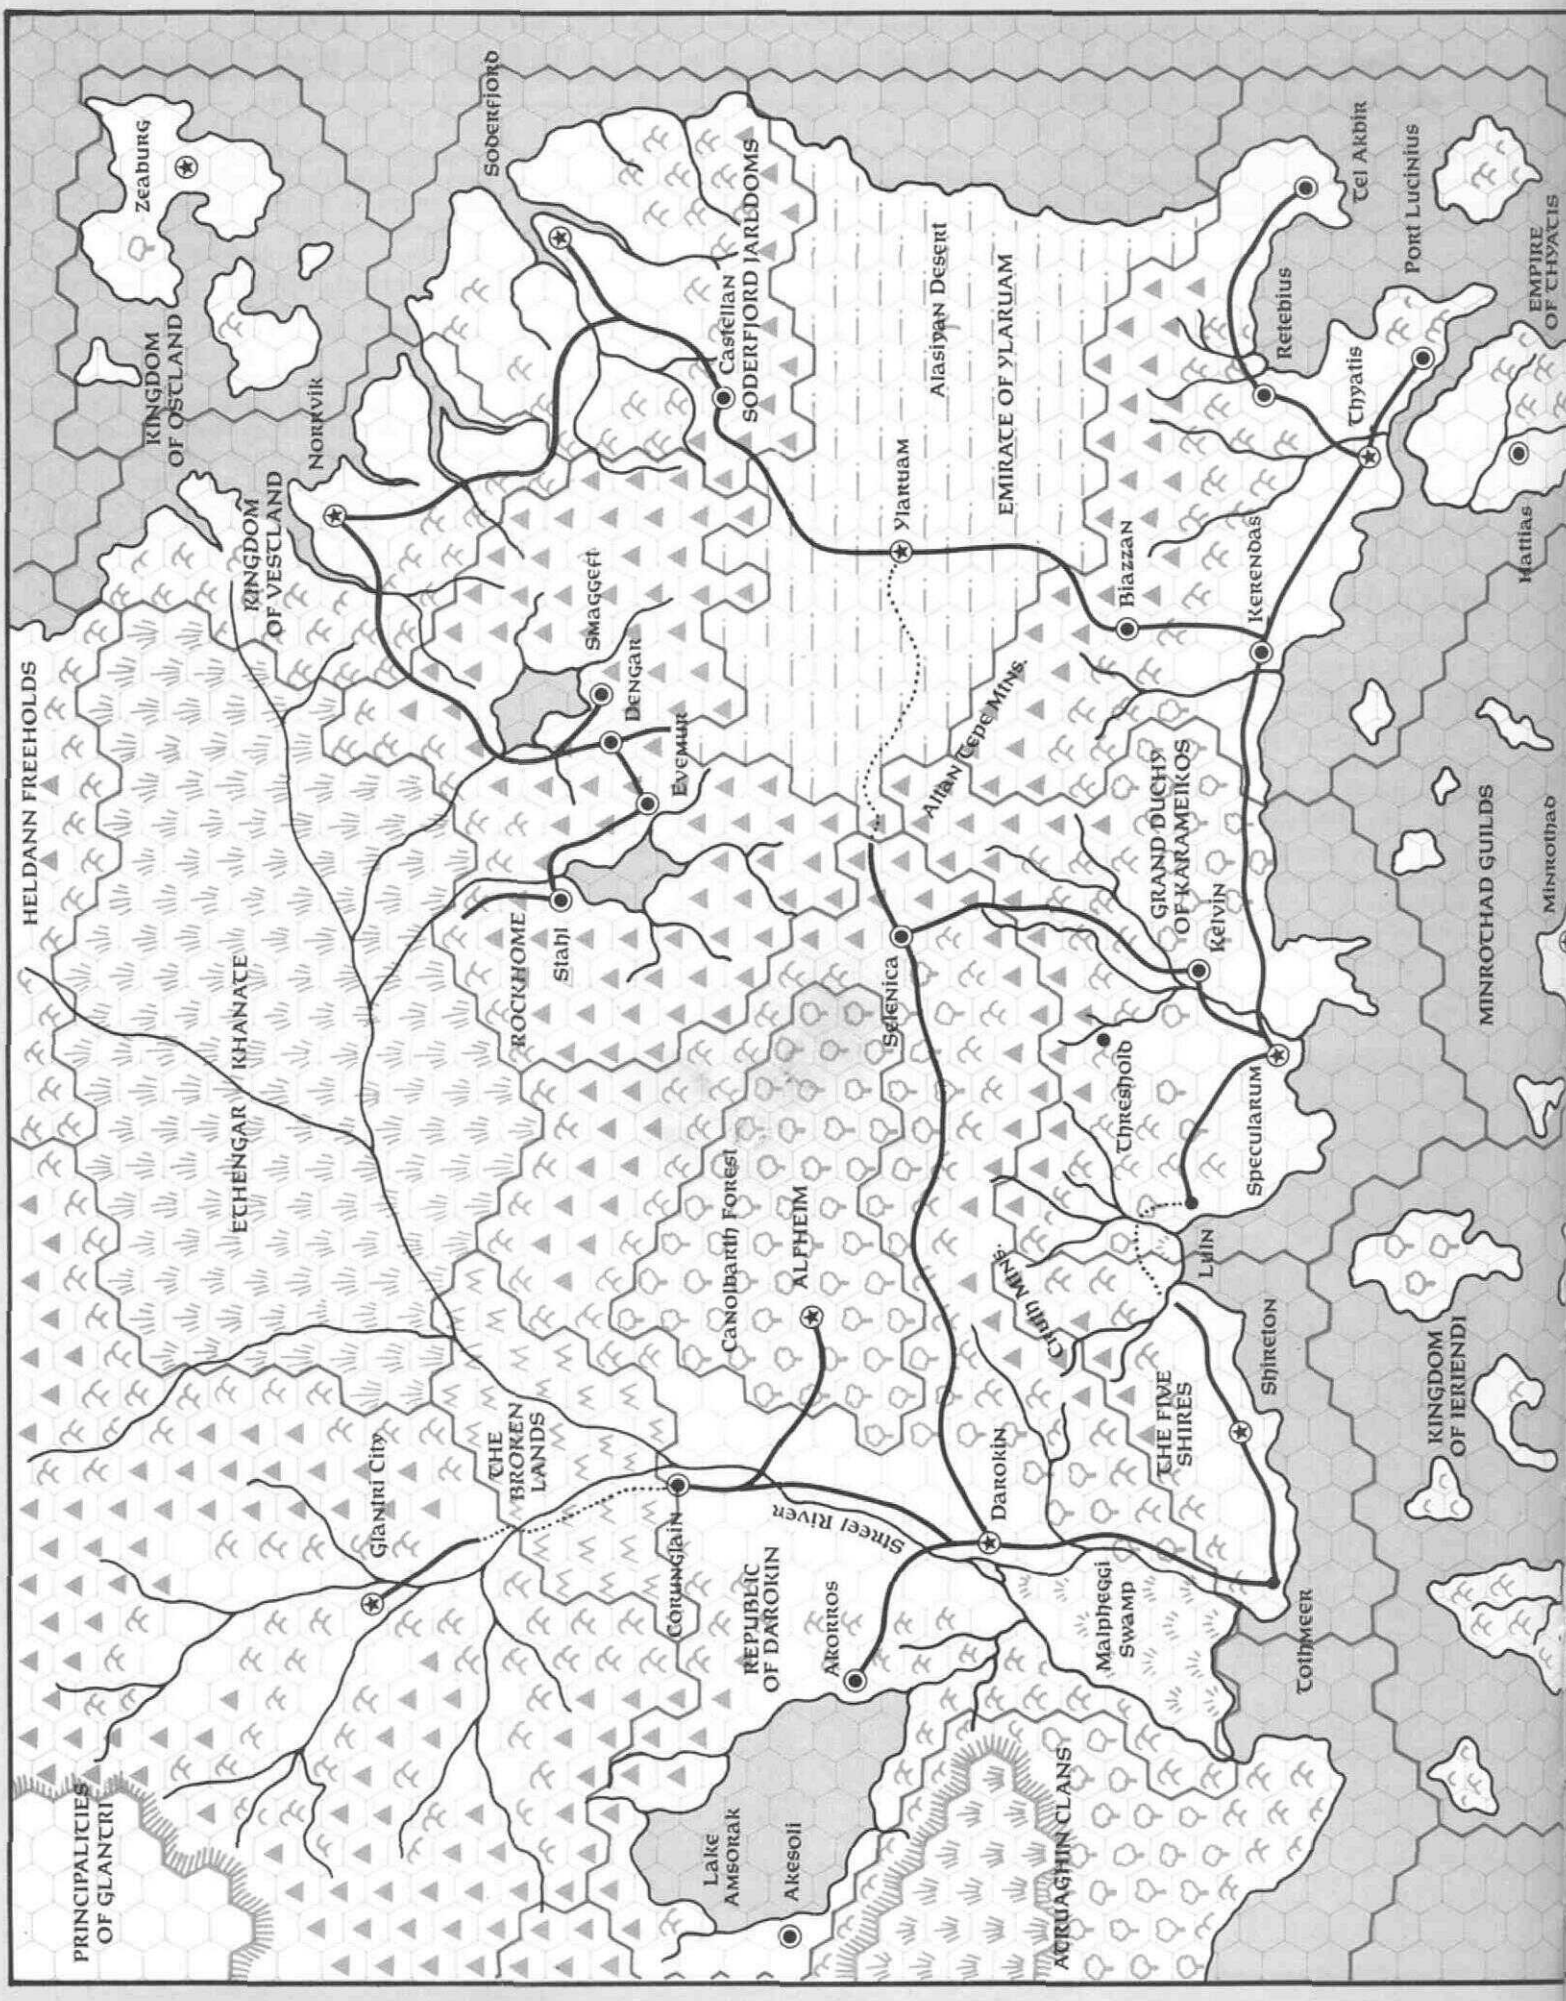 PRINCIPALITIES
OF GLANTRI
HELDANN FREEHOLDS
KINGDOM
OF OSTLAND
Zeaburg
ETHENGAR KHANATE
KINGDOM
OF VESTLAND
Norrvik
Glantri City
THE
BROKEN
LANDS
ROCKHOME
Stahl
Smaggeft
Dengar
Evemur
Soderfjord
Castellan
SODERFJORD JARLDOMS
Corunglain
Lake
Amsorak
Akesoli
REPUBLIC
OF DAROKIN
Akorros
Streel River
Canolbarth Forest
ALFHEIM
Selenica
Ylaruam
Alasiyan Desert
EMIRATE OF YLARUAM
Altan Tepe Mtns.
Darokin
Cruth Mtns.
ATRUAGHIN CLANS
Malpheggi
Swamp
THE FIVE
SHIRES
Threshold
GRAND DUCHY
OF KARAMEIKOS
Kelvin
Biazzan
Luln
Specularum
Kerendas
Retebius
Tothmeer
Shireton
Thyatis
Tel Akbir
Port Lucinius
KINGDOM
OF IERIENDI
MINROTHAD GUILDS
Minrothad
Hattias
EMPIRE
OF THYATIS